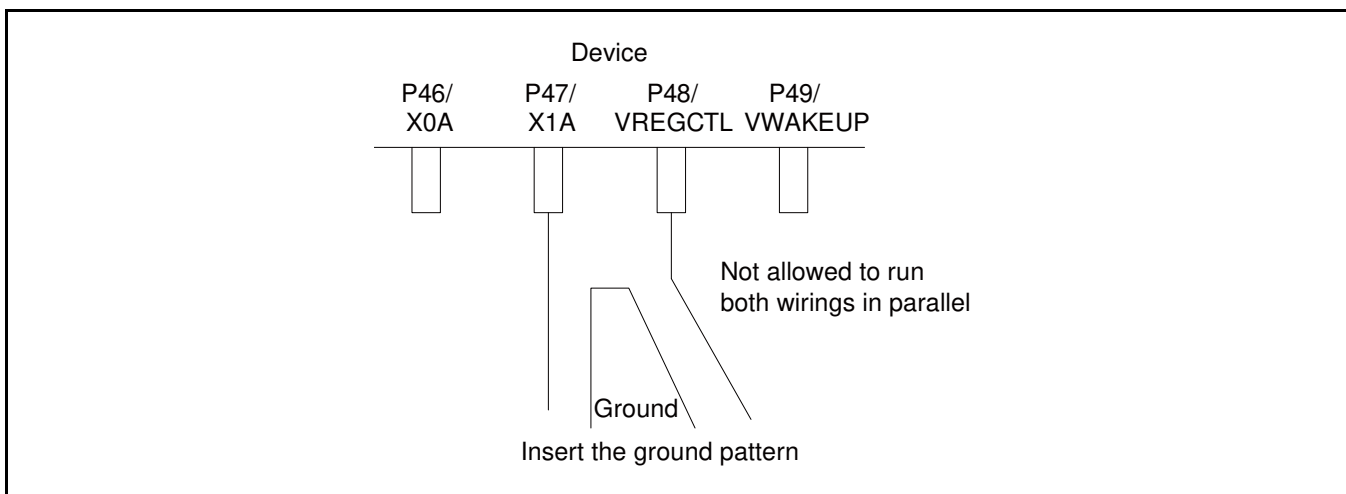 Device
P46/ P47/ P48/ P49/
X0A X1A VREGCTL VWAKEUP
Not allowed to run
both wirings in parallel
Ground
Insert the ground pattern